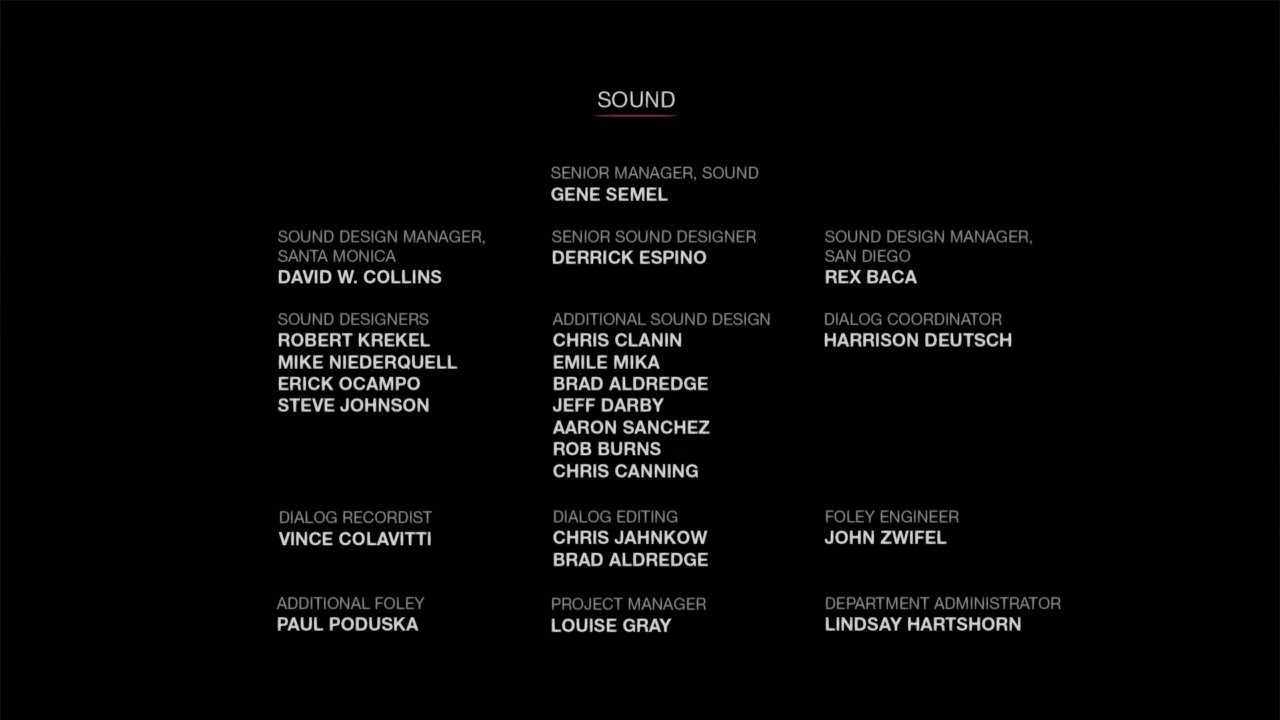 SOUND
SENIOR MANAGER, SOUND
GENE SEMEL
SOUND DESIGN MANAGER,
SANTA MONICA
DAVID W. COLLINS
SENIOR SOUND DESIGNER
DERRICK ESPINO
SOUND DESIGN MANAGER,
SAN DIEGO
REX BACA
SOUND DESIGNERS
ROBERT KREKEL
MIKE NIEDERQUELL
ERICK OCAMPO
STEVE JOHNSON
ADDITIONAL SOUND DESIGN
CHRIS CLANIN
EMILE MIKA
BRAD ALDREDGE
JEFF DARBY
AARON SANCHEZ
ROB BURNS
CHRIS CANNING
DIALOG COORDINATOR
HARRISON DEUTSCH
DIALOG RECORDIST
VINCE COLAVITTI
DIALOG EDITING
CHRIS JAHNKOW
BRAD ALDREDGE
FOLEY ENGINEER
JOHN ZWIFEL
ADDITIONAL FOLEY
PAUL PODUSKA
PROJECT MANAGER
LOUISE GRAY
DEPARTMENT ADMINISTRATOR
LINDSAY HARTSHORN